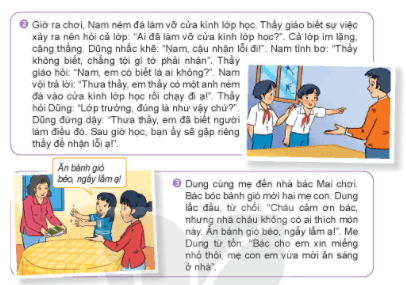 2 Giờ ra chơi, Nam ném đá làm vỡ cửa kính lớp học. Thầy giáo biết sự việc
xảy ra nên hỏi cả lớp: “Ai đã làm vỡ cửa kính lớp học?”. Cả lớp im lặng,
căng thẳng. Dũng nhắc khẽ: “Nam, cậu nhận lỗi đi!”. Nam tỉnh bơ: “Thầy
không biết, chẳng tội gì tớ phải nhận”. Thầy
giáo hỏi: “Nam, em có biết là ai không?”. Nam
vội trả lời: “Thưa thầy, em thấy có một anh ném
đá vào cửa kính lớp học rồi chạy đi ạ!”. Thầy
hỏi Dũng: “Lớp trưởng, đúng là như vậy chứ?”.
Dũng đứng dậy: “Thưa thầy, em đã biết người
làm điều đó. Sau giờ học, bạn ấy sẽ gặp riêng
thầy để nhận lỗi ạ!”.
Ăn bánh giò
béo, ngấy lắm ạ!
3 Dung cùng mẹ đến nhà bác Mai chơi.
Bác bóc bánh giò mời hai mẹ con. Dung
lắc đầu, từ chối: “Cháu cảm ơn bác,
nhưng nhà cháu không có ai thích món
này. Ăn bánh giò béo, ngấy lắm ạ!”. Mẹ
Dung từ tốn: “Bác cho em xin miếng
nhỏ thôi, mẹ con em vừa mới ăn sáng
ở nhà”.